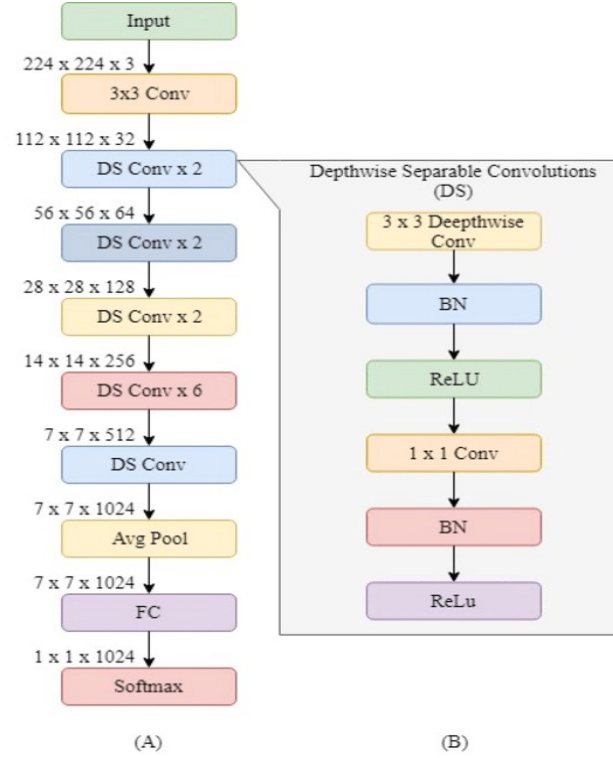 Input
224 x 224 x 3
3x3 Conv
112 x 112 x 32
DS Conv x 2
56 x 56 x 64
DS Conv x 2
28 x 28 x 128
DS Conv x 2
14 x 14 x 256
DS Conv x 6
7 x 7 x 512
DS Conv
7 x 7 x 1024
Avg Pool
7 x 7 x 1024
FC
1 x 1 x 1024
Softmax
(A)
Depthwise Separable Convolutions
(DS)
3 x 3 Deepthwise
Conv
BN
ReLU
1 x 1 Conv
BN
ReLu
(B)